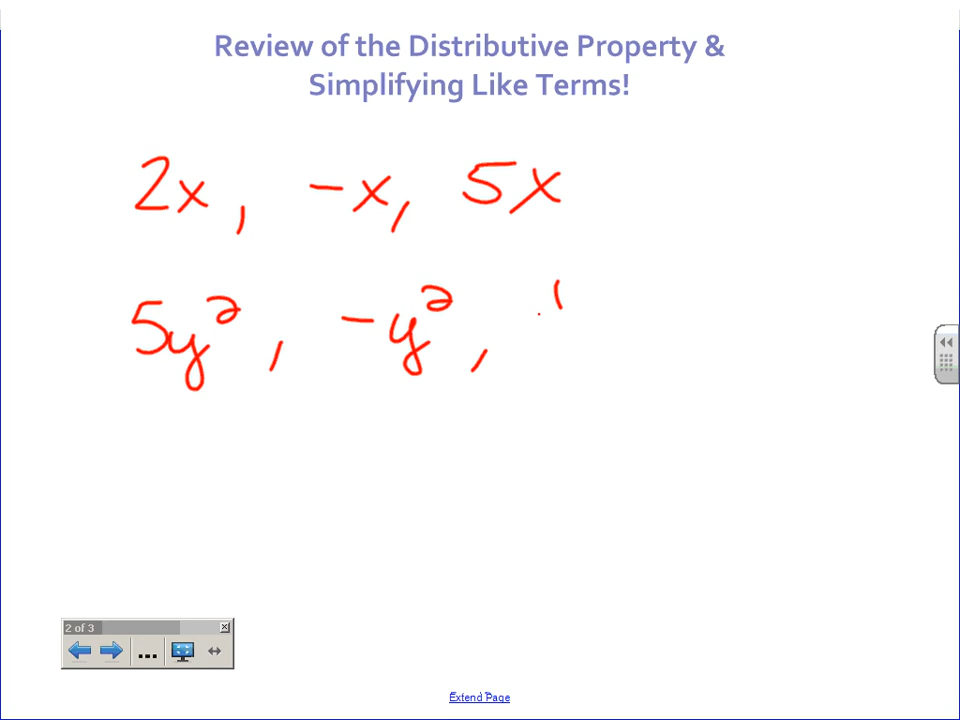 Review of the Distributive Property &
Simplifying Like Terms!
2x, -x, 5x
5y², -y²,
2 of 3
...
Extend Page